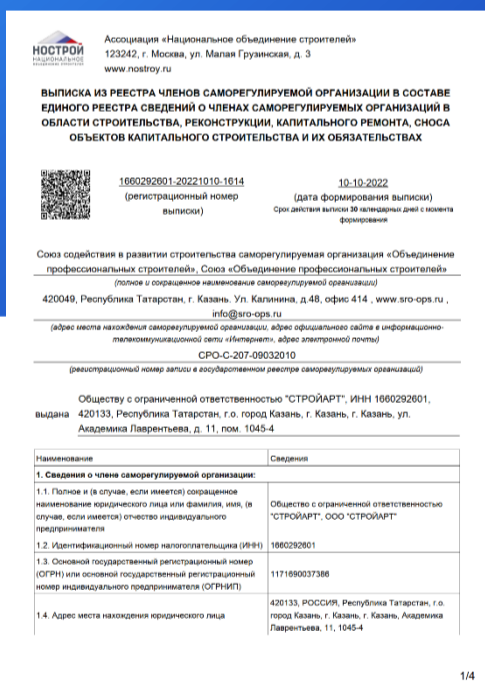 НОСТРОЙ
НАЦИОНАЛЬНОЕ
ОБЪЕДИНЕНИЕ СТРОИТЕЛЕЙ
Ассоциация «Национальное объединение строителей»
123242, г. Москва, ул. Малая Грузинская, д. 3
www.nostroy.ru
ВЫПИСКА ИЗ РЕЕСТРА ЧЛЕНОВ САМОРЕГУЛИРУЕМОЙ ОРГАНИЗАЦИИ В СОСТАВЕ
ЕДИНОГО РЕЕСТРА СВЕДЕНИЙ О ЧЛЕНАХ САМОРЕГУЛИРУЕМЫХ ОРГАНИЗАЦИЙ В
ОБЛАСТИ СТРОИТЕЛЬСТВА, РЕКОНСТРУКЦИИ, КАПИТАЛЬНОГО РЕМОНТА, СНОСА
ОБЪЕКТОВ КАПИТАЛЬНОГО СТРОИТЕЛЬСТВА И ИХ ОБЯЗАТЕЛЬСТВАХ
1660292601-20221010-1614
(регистрационный номер
выписки)
10-10-2022
(дата формирования выписки)
Срок действия выписки 30 календарных дней с момента
формирования
Союз содействия в развитии строительства саморегулируемая организация «Объединение
профессиональных строителей», Союз «Объединение профессиональных строителей»
(полное и сокращенное наименование саморегулируемой организации)
420049, Республика Татарстан, г. Казань. Ул. Калинина, д.48, офис 414 , www.sro-ops.ru ,
info@sro-ops.ru
(адрес места нахождения саморегулируемой организации, адрес официального сайта в информационно-
телекоммуникационной сети «Интернет», адрес электронной почты)
СРО-С-207-09032010
(регистрационный номер записи в государственном реестре саморегулируемых организаций)
выдана
Обществу с ограниченной ответственностью "СТРОЙАРТ", ИНН 1660292601,
420133, Республика Татарстан, г.о. город Казань, г. Казань, г. Казань, ул.
Академика Лаврентьева, д. 11, пом. 1045-4
Наименование
Сведения
1. Сведения о члене саморегулируемой организации:
1.1. Полное и (в случае, если имеется) сокращенное
наименование юридического лица или фамилия, имя, (в
случае, если имеется) отчество индивидуального
предпринимателя
Общество с ограниченной ответственностью
"СТРОЙАРТ", ООО "СТРОЙАРТ"
1.2. Идентификационный номер налогоплательщика (ИНН)
1660292601
1.3. Основной государственный регистрационный номер
(ОГРН) или основной государственный регистрационный
номер индивидуального предпринимателя (ОГРНИП)
1171690037386
1.4. Адрес места нахождения юридического лица
420133, РОССИЯ, Республика Татарстан, г.о.
город Казань, г. Казань, г. Казань, Академика
Лаврентьева, 11, 1045-4
1/4